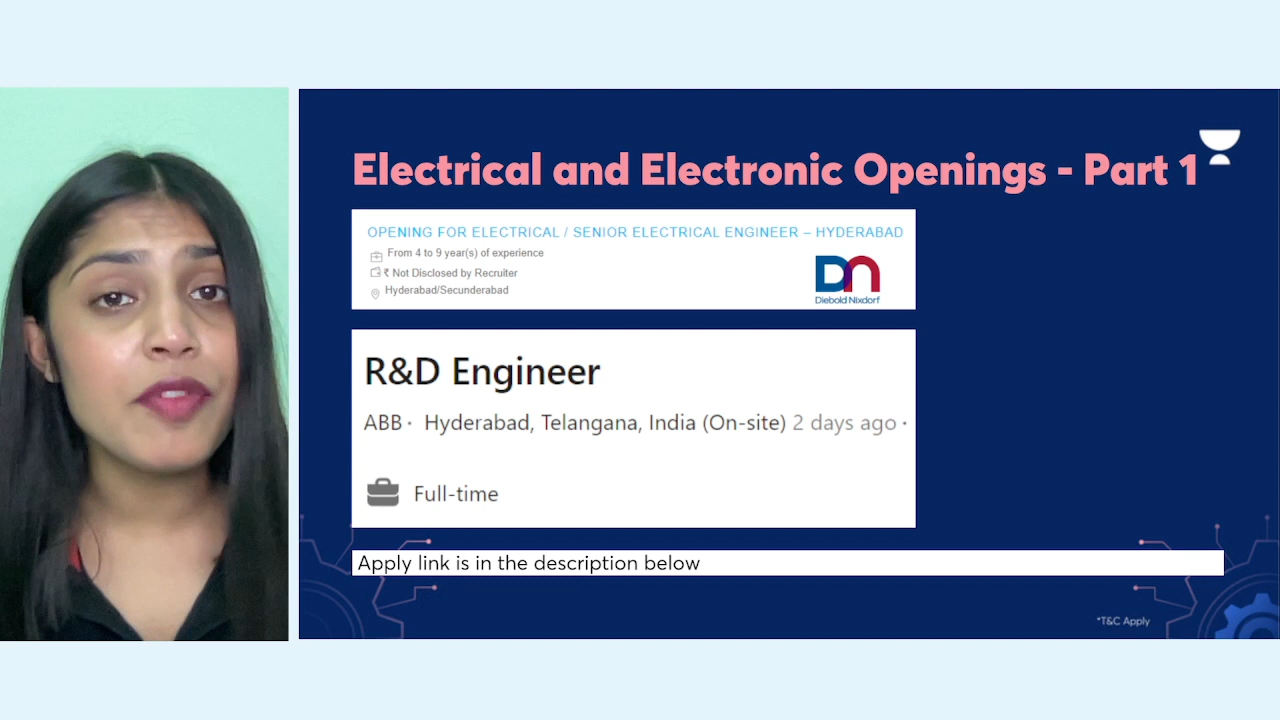 Electrical and Electronic Openings - Part 1
OPENING FOR ELECTRICAL / SENIOR ELECTRICAL ENGINEER – HYDERABAD
From 4 to 9 year(s) of experience
₹ Not Disclosed by Recruiter
Hyderabad/Secunderabad
DN
Diebold Nixdorf
R&D Engineer
ABB · Hyderabad, Telangana, India (On-site) 2 days ago ·
Full-time
Apply link is in the description below
*T&C Apply